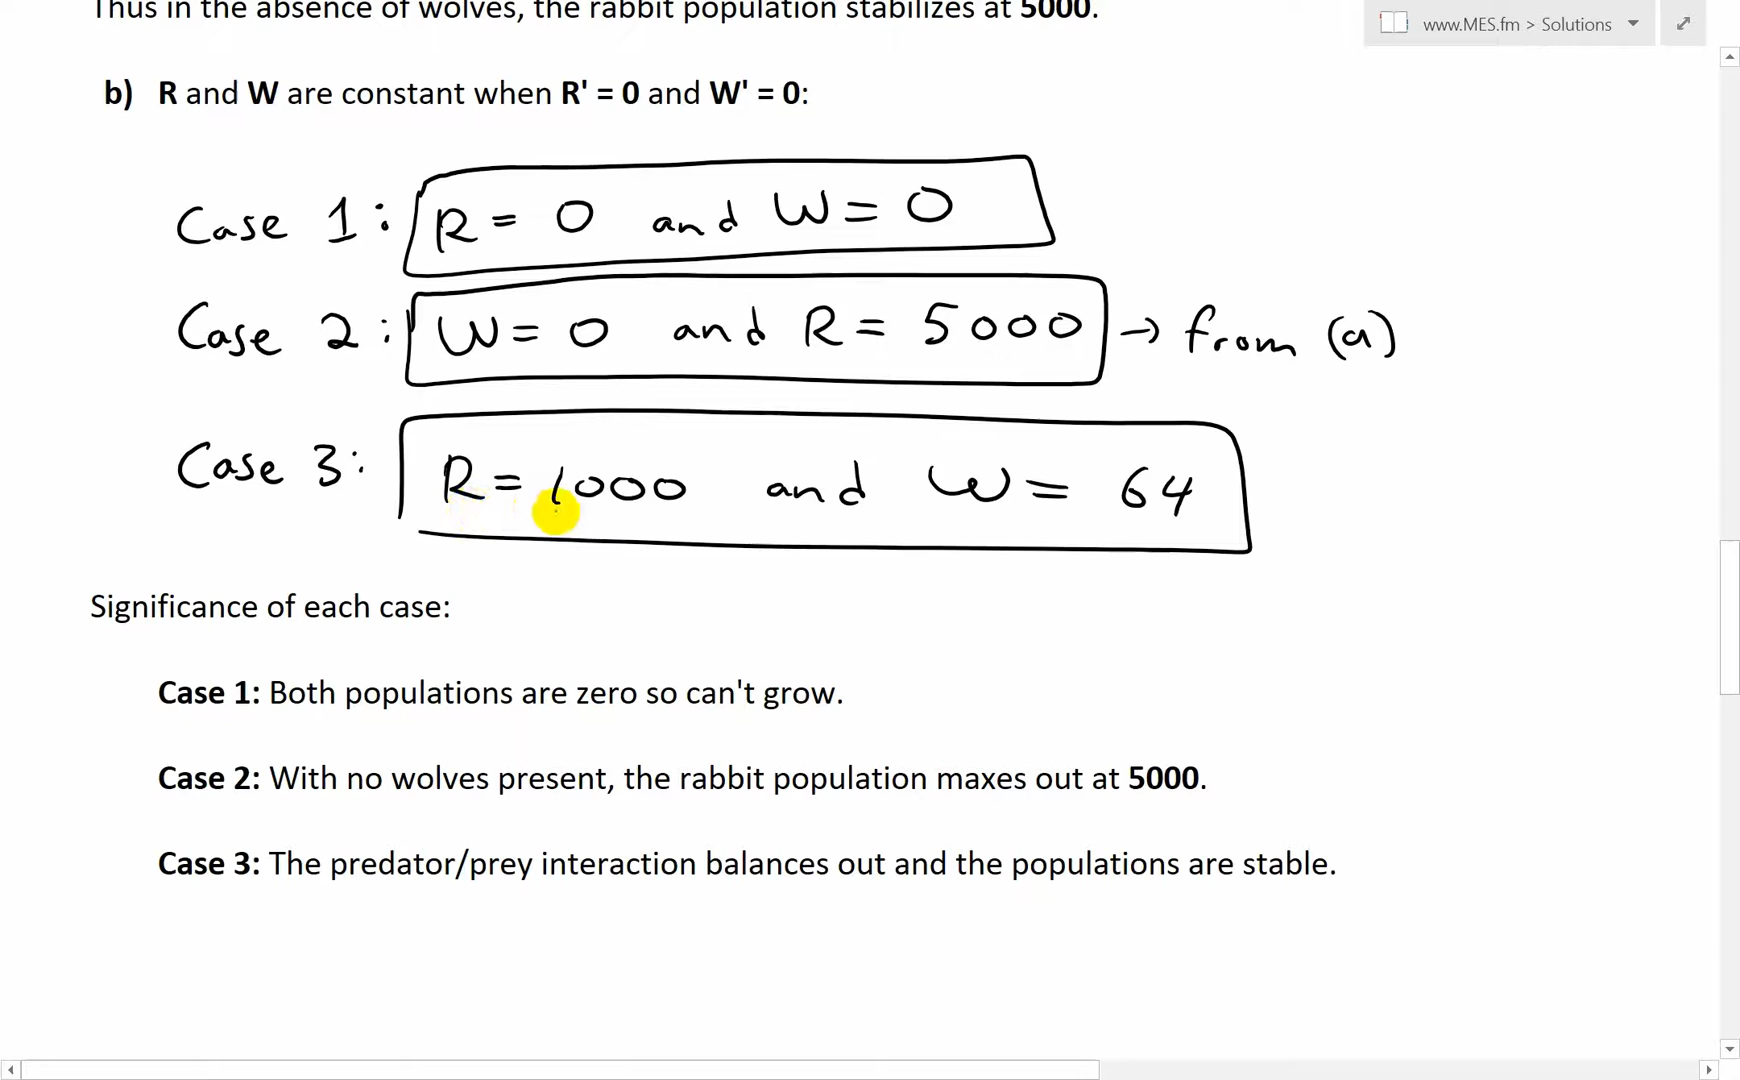 Thus in the absence of wolves, the rabbit population stabilizes at 5000.
www.MES.fm > Solutions
b) R and W are constant when R' = 0 and W' = 0:
Case 1: R = 0 and W = 0
Case 2: W = 0 and R = 5000 → from (a)
Case 3: R = 1000 and W = 64
Significance of each case:
Case 1: Both populations are zero so can't grow.
Case 2: With no wolves present, the rabbit population maxes out at 5000.
Case 3: The predator/prey interaction balances out and the populations are stable.